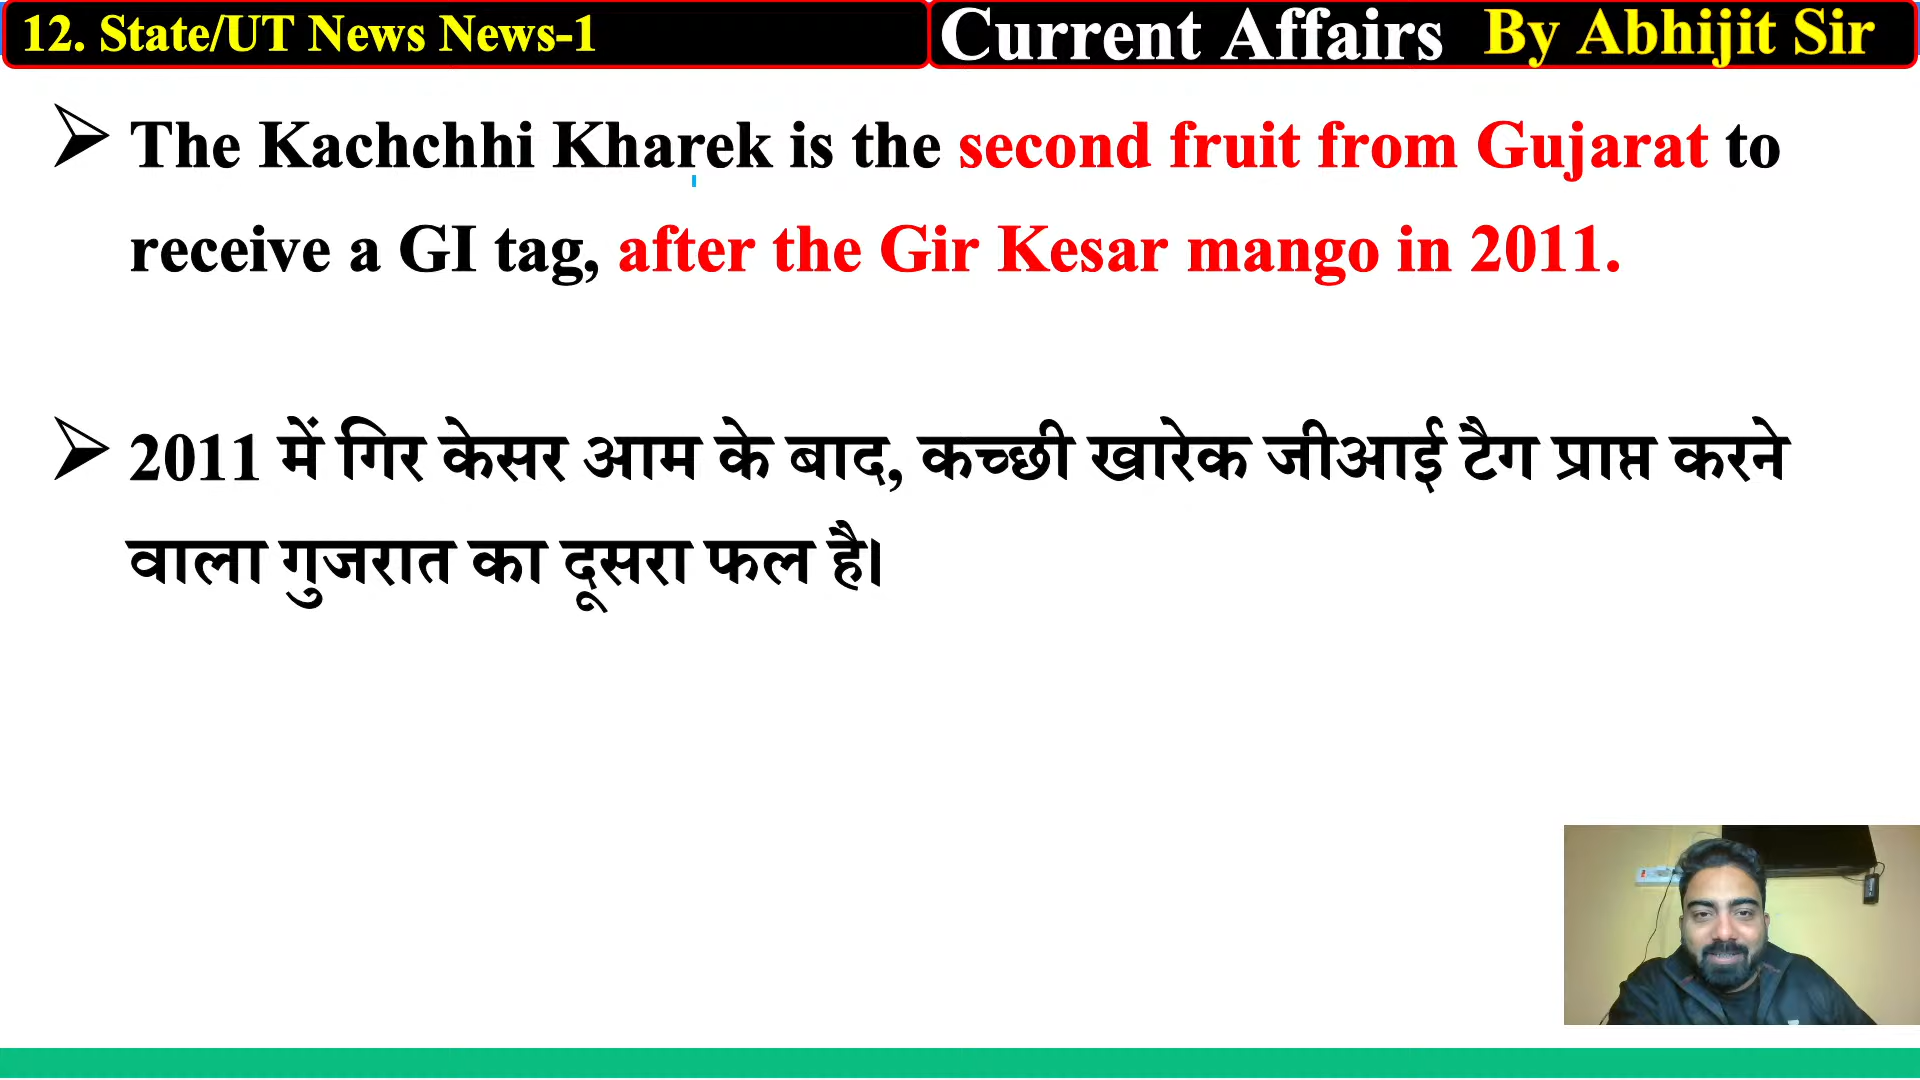 12. State/UT News News-1
Current Affairs By Abhijit Sir
The Kachchhi Kharek is the second fruit from Gujarat to
receive a GI tag, after the Gir Kesar mango in 2011.
2011 में गिर केसर आम के बाद, कच्छी खारेक जीआई टैग प्राप्त करने
वाला गुजरात का दूसरा फल है।